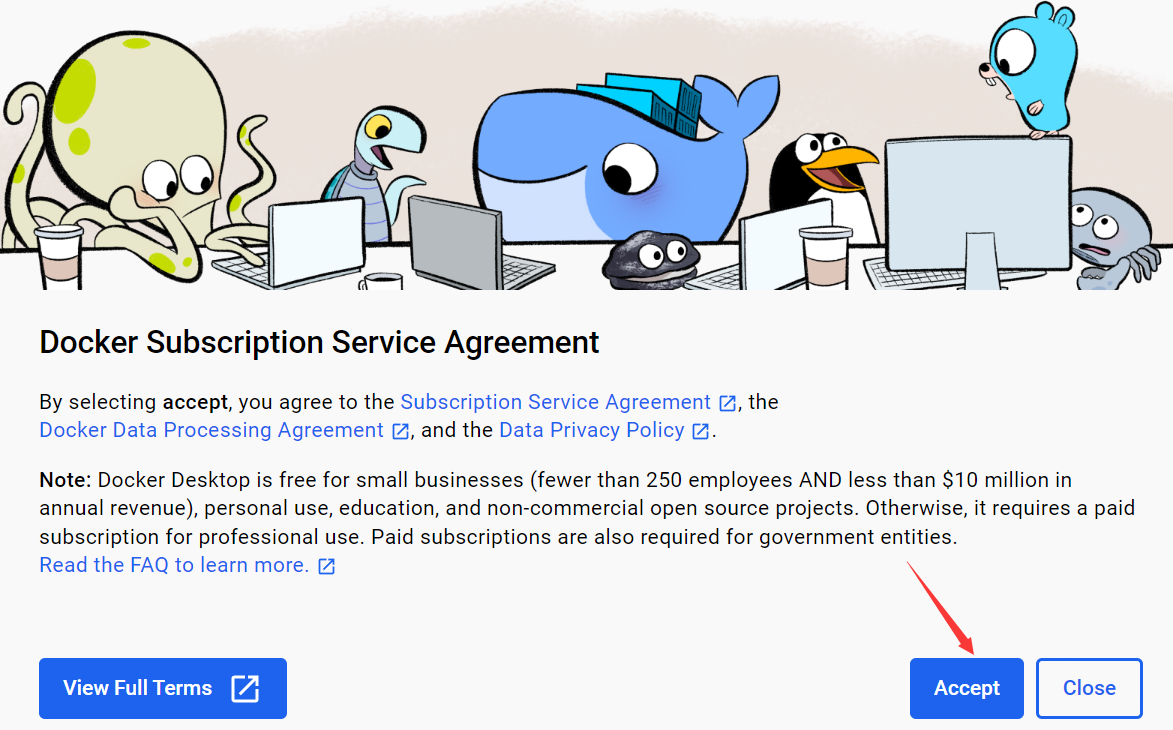 Docker Subscription Service Agreement
By selecting accept, you agree to the Subscription Service Agreement, the
Docker Data Processing Agreement, and the Data Privacy Policy.
Note: Docker Desktop is free for small businesses (fewer than 250 employees AND less than $10 million in
annual revenue), personal use, education, and non-commercial open source projects. Otherwise, it requires a paid
subscription for professional use. Paid subscriptions are also required for government entities.
Read the FAQ to learn more.
View Full Terms
Accept
Close